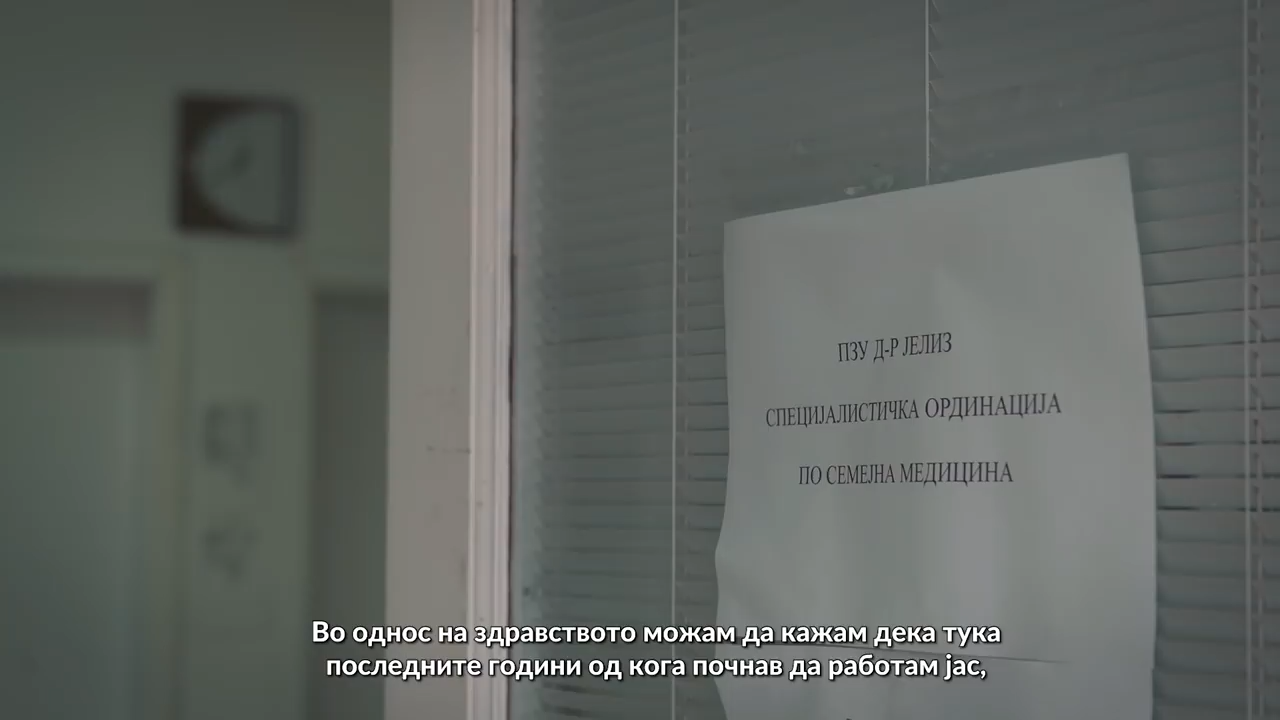 ПЗУ Д-Р ЈЕЛИЗ
СПЕЦИЈАЛИСТИЧКА ОРДИНАЦИЈА
ПО СЕМЕЈНА МЕДИЦИНА
Во однос на здравството можам да кажам дека тука
последните години од кога почнав да работам јас,